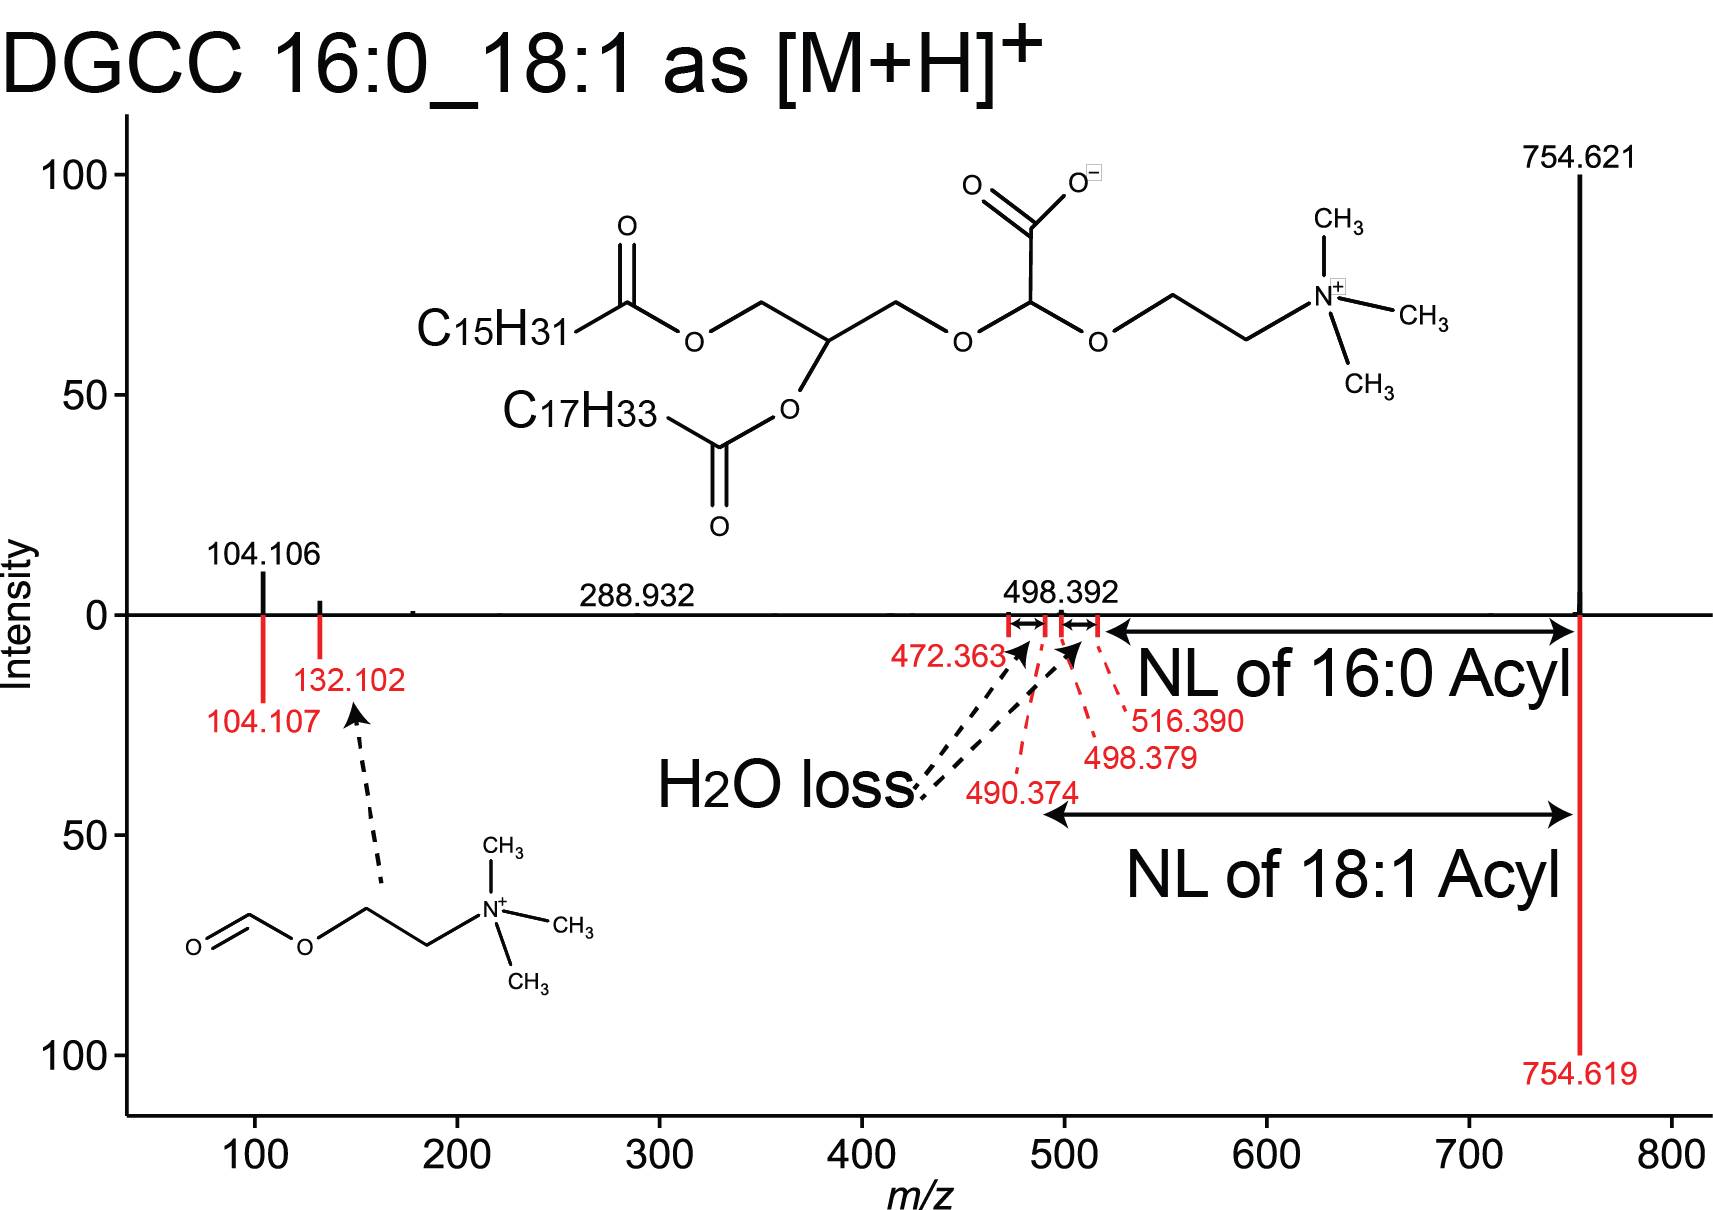 DGCC 16:0_18:1 as [M+H]+
754.621
100
O
O−
CH3
O
N+
C15H31
CH3
O
O
O
CH3
50
C17H33
O
O
104.106
288.932
498.392
0
Intensity
472.363
NL of 16:0 Acyl
132.102
104.107
516.390
498.379
H2O loss
490.374
50
CH3
NL of 18:1 Acyl
N+
CH3
O
O
CH3
100
754.619
100
200
300
400
500
600
700
800
m/z